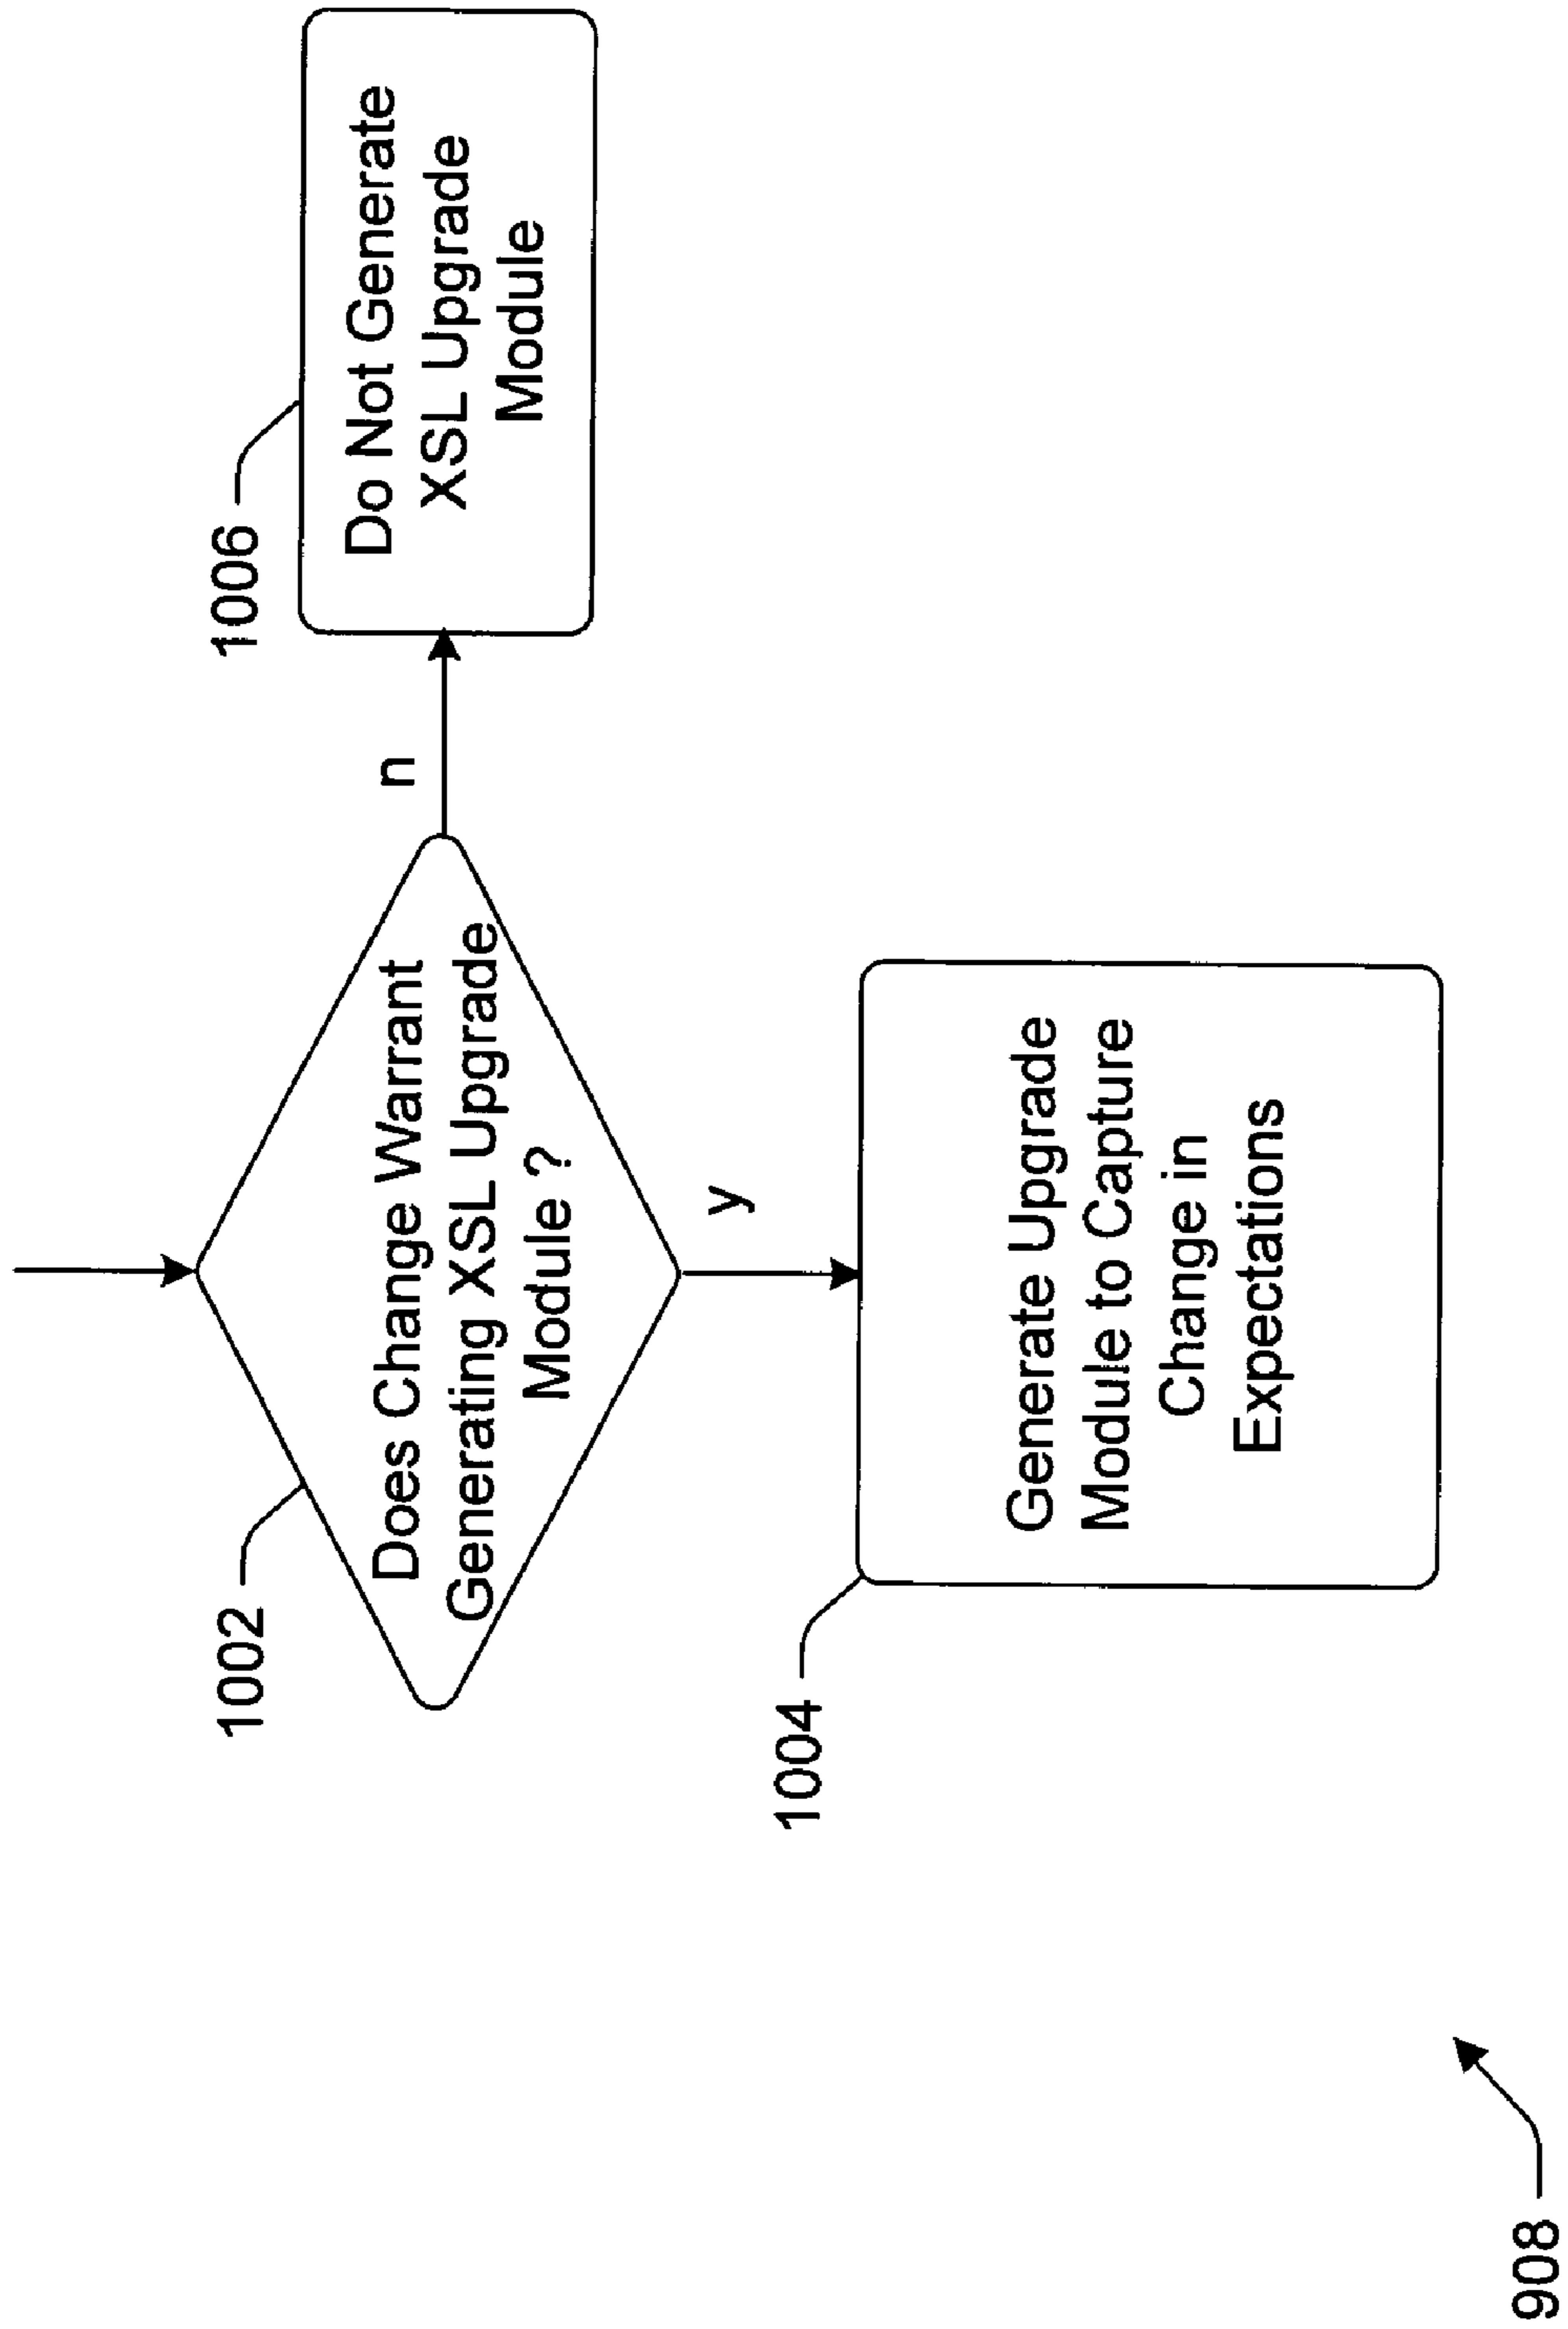 1002
Does Change Warrant
Generating XSL Upgrade
Module ?
n
1006
Do Not Generate
XSL Upgrade
Module
y
1004
Generate Upgrade
Module to Capture
Change in
Expectations
908